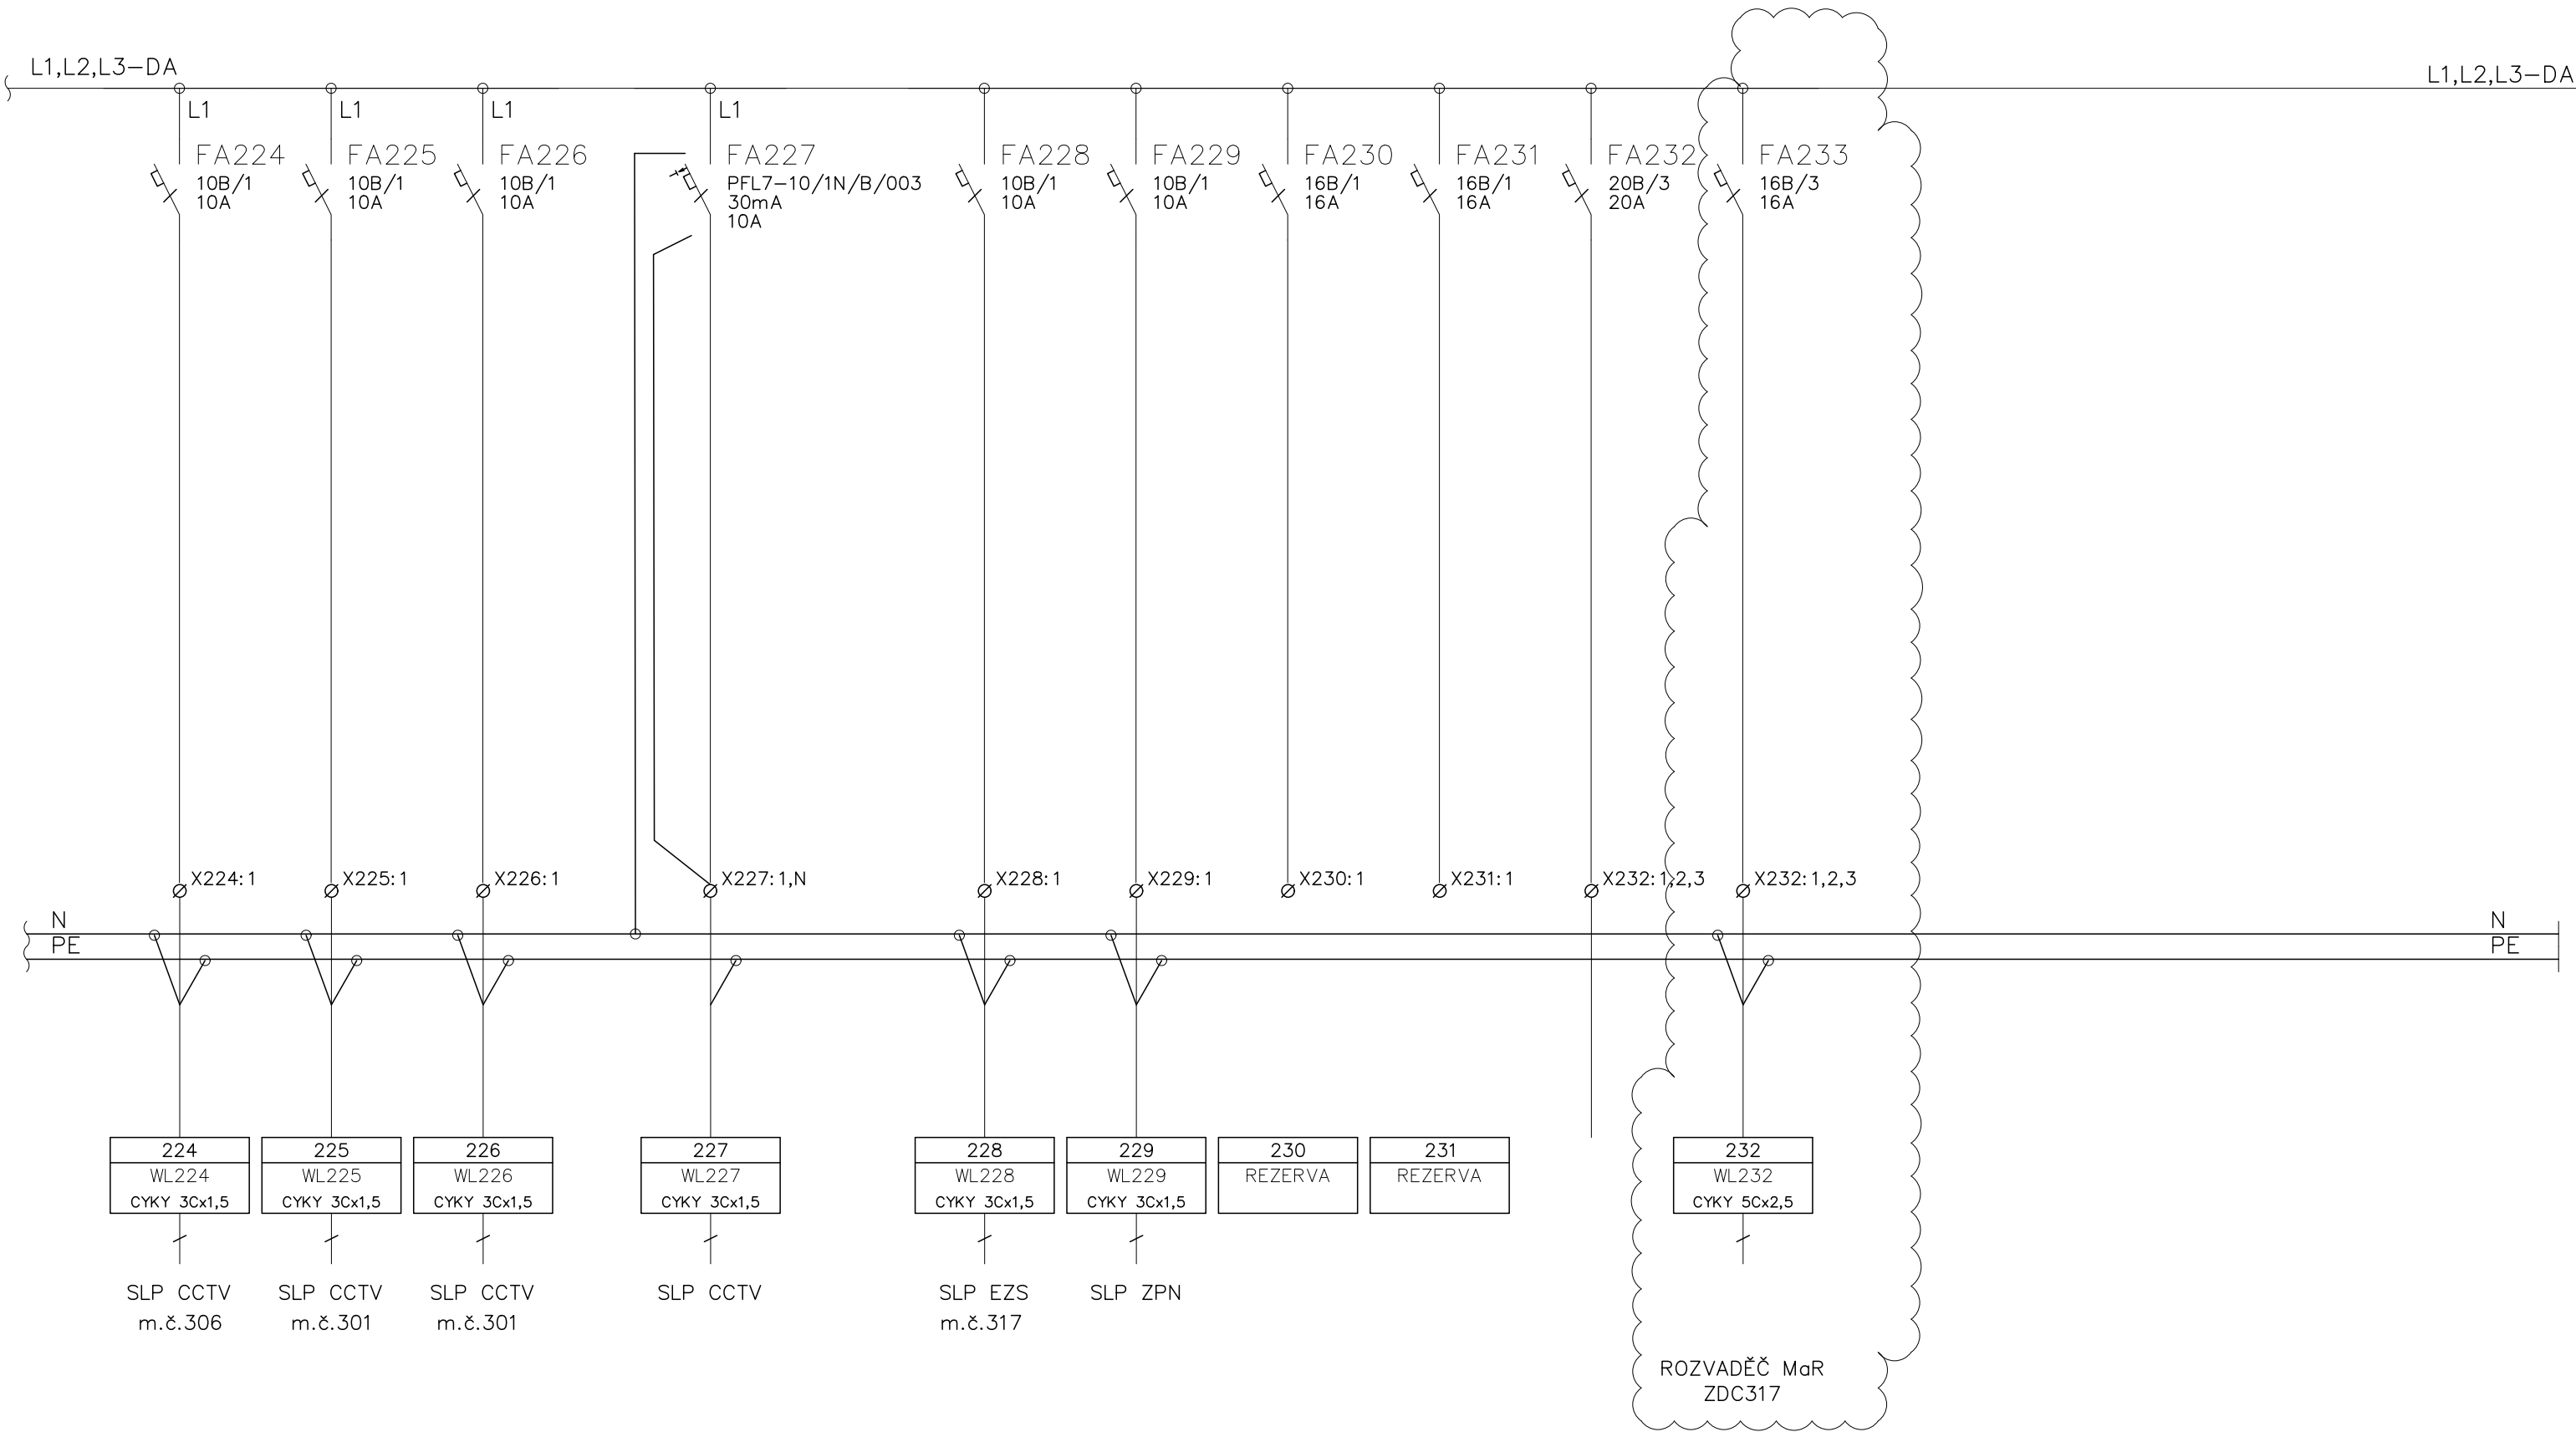 L1,L2,L3-DA
L1,L2,L3-DA
L1
L1
L1
L1
FA224
10B/1
10A
FA225
10B/1
10A
FA226
10B/1
10A
FA227
PFL7-10/1N/B/003
30mA
10A
FA228
10B/1
10A
FA229
10B/1
10A
FA230
16B/1
16A
FA231
16B/1
16A
FA232
20B/3
20A
FA233
16B/3
16A
X224:1
X225:1
X226:1
X227:1,N
X228:1
X229:1
X230:1
X231:1
X232:1,2,3
X232:1,2,3
N
PE
N
PE
224
WL224
CYKY 3Cx1,5
225
WL225
CYKY 3Cx1,5
226
WL226
CYKY 3Cx1,5
227
WL227
CYKY 3Cx1,5
228
WL228
CYKY 3Cx1,5
229
WL229
CYKY 3Cx1,5
230
REZERVA
231
REZERVA
232
WL232
CYKY 5Cx2,5
SLP CCTV
m.č.306
SLP CCTV
m.č.301
SLP CCTV
m.č.301
SLP CCTV
SLP EZS
m.č.317
SLP ZPN
ROZVADĚČ MaR
ZDC317